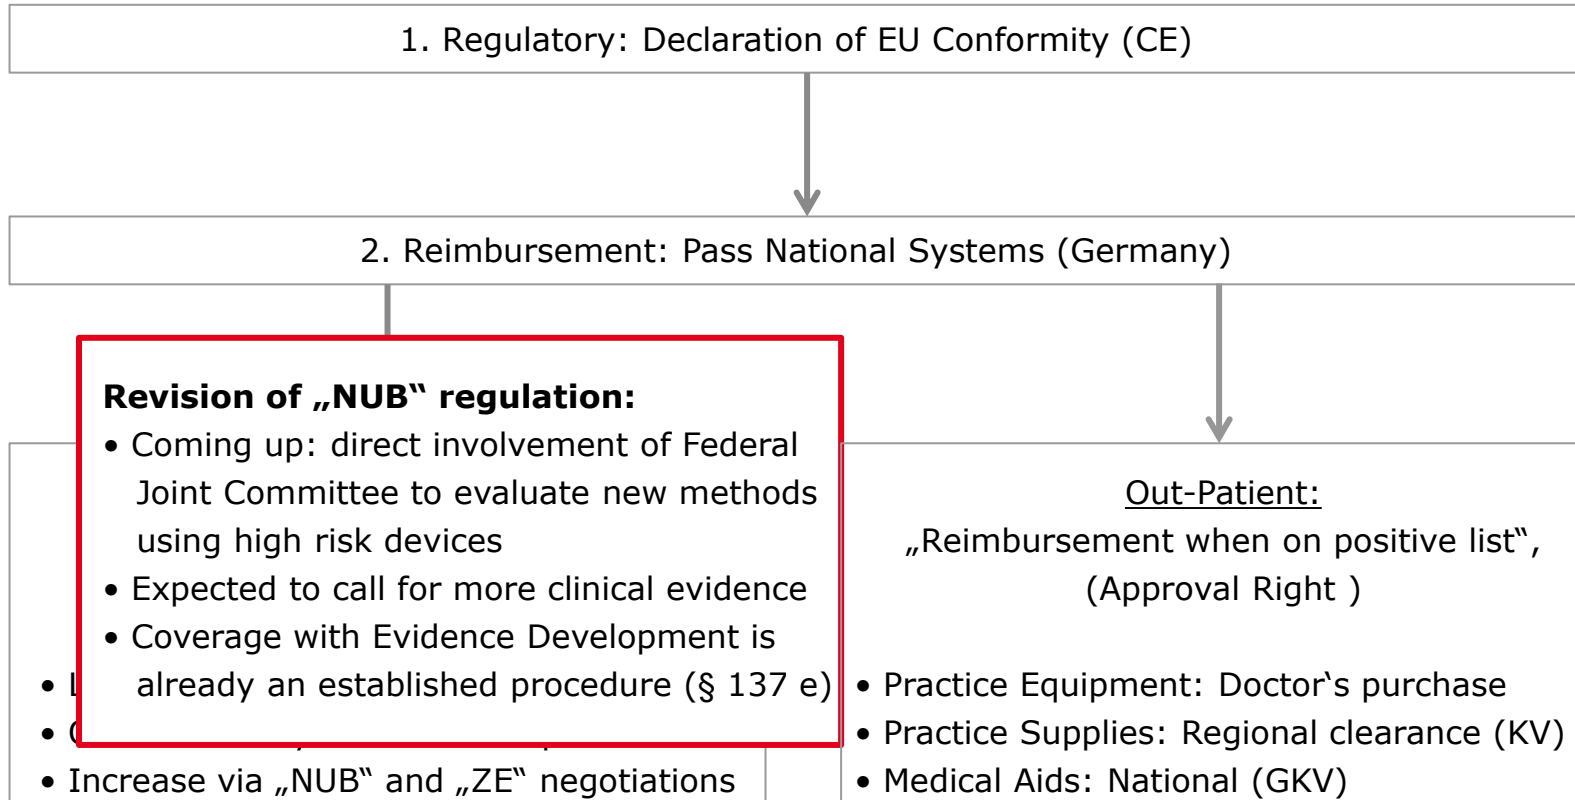 1. Regulatory: Declaration of EU Conformity (CE)
2. Reimbursement: Pass National Systems (Germany)
Revision of „NUB“ regulation:
• Coming up: direct involvement of Federal
Joint Committee to evaluate new methods
using high risk devices
• Expected to call for more clinical evidence
• Coverage with Evidence Development is
already an established procedure (§ 137 e)
• Increase via „NUB“ and „ZE“ negotiations
Out-Patient:
„Reimbursement when on positive list“,
(Approval Right )
• Practice Equipment: Doctor‘s purchase
• Practice Supplies: Regional clearance (KV)
• Medical Aids: National (GKV)